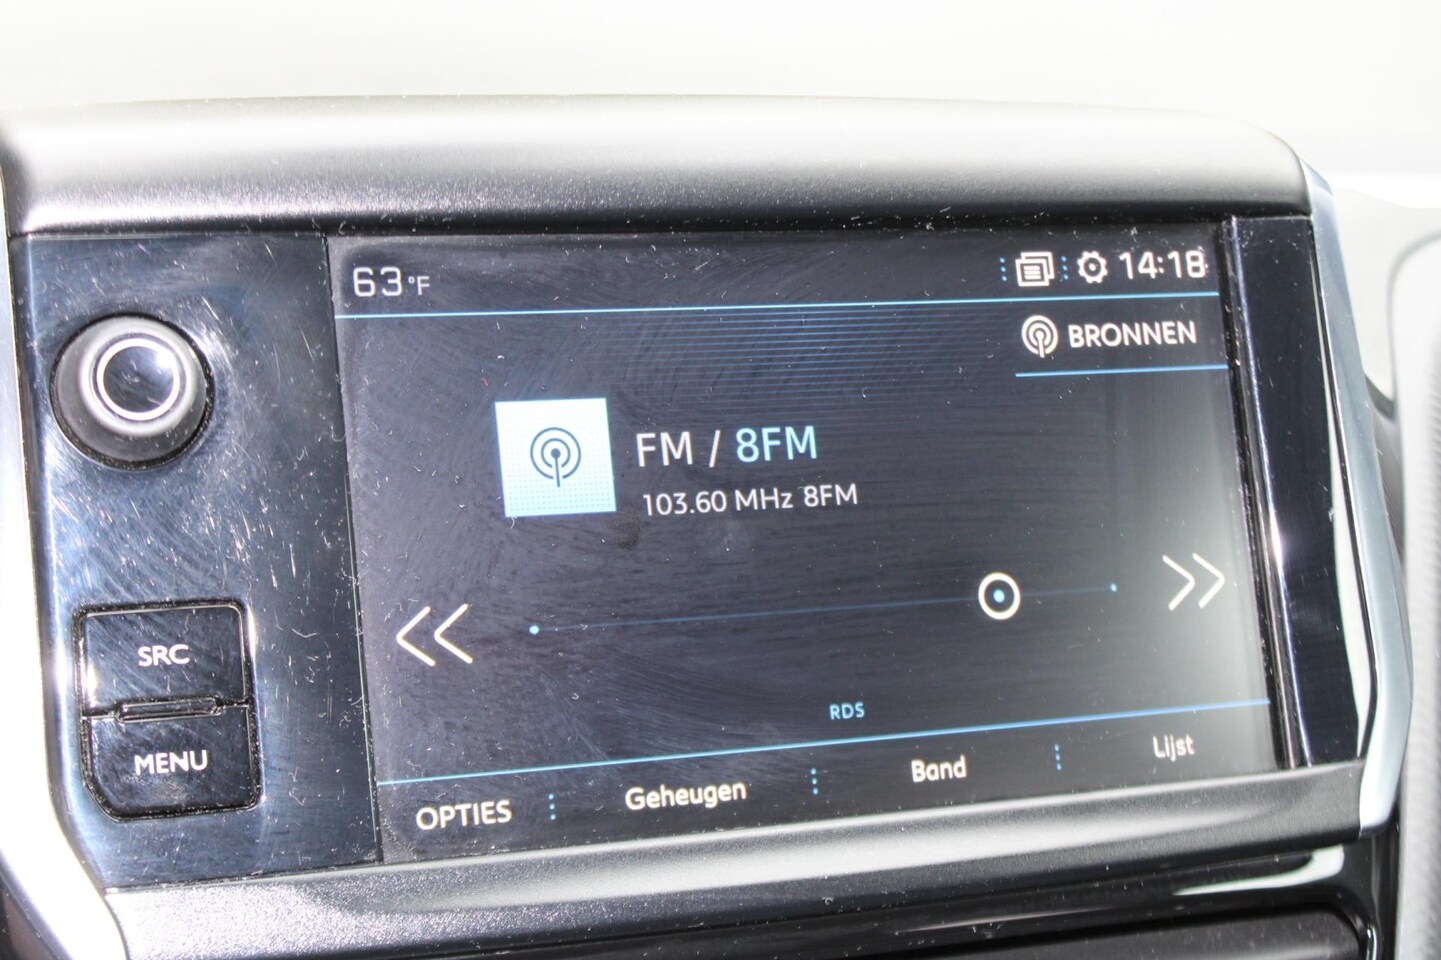 63 °F
14:18
BRONNEN
FM / 8FM
103.60 MHz 8FM
SRC
MENU
RDS
OPTIES
Geheugen
Band
Lijst